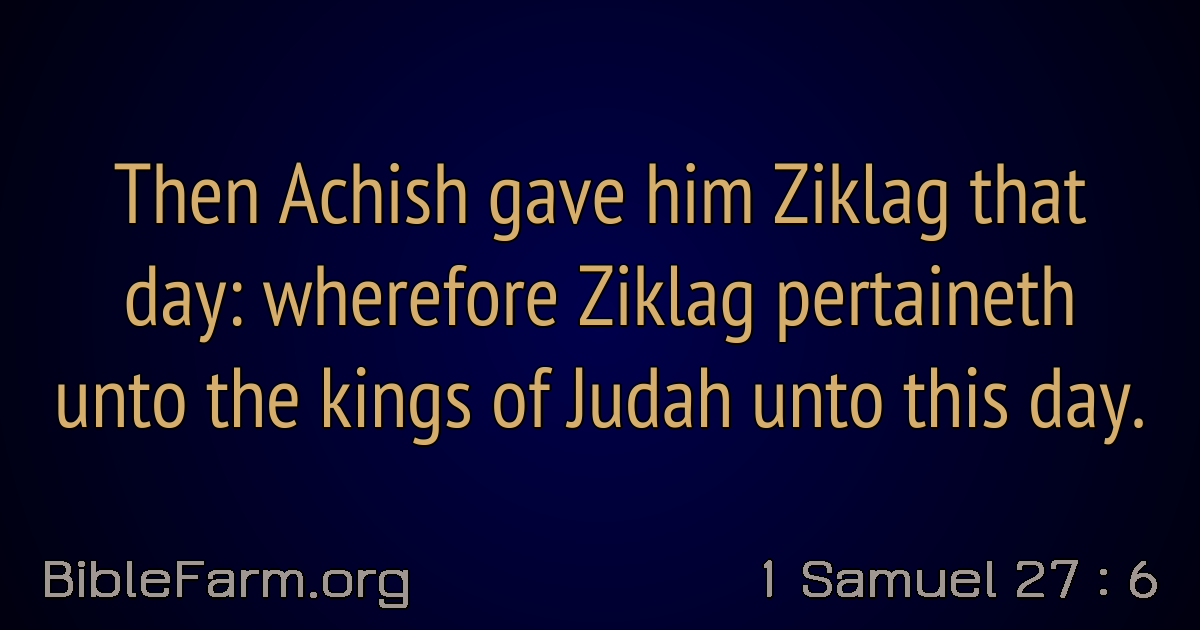 Then Achish gave him Ziklag that
day: wherefore Ziklag pertaineth
unto the kings of Judah unto this day.
BibleFarm.org
1 Samuel 27 : 6